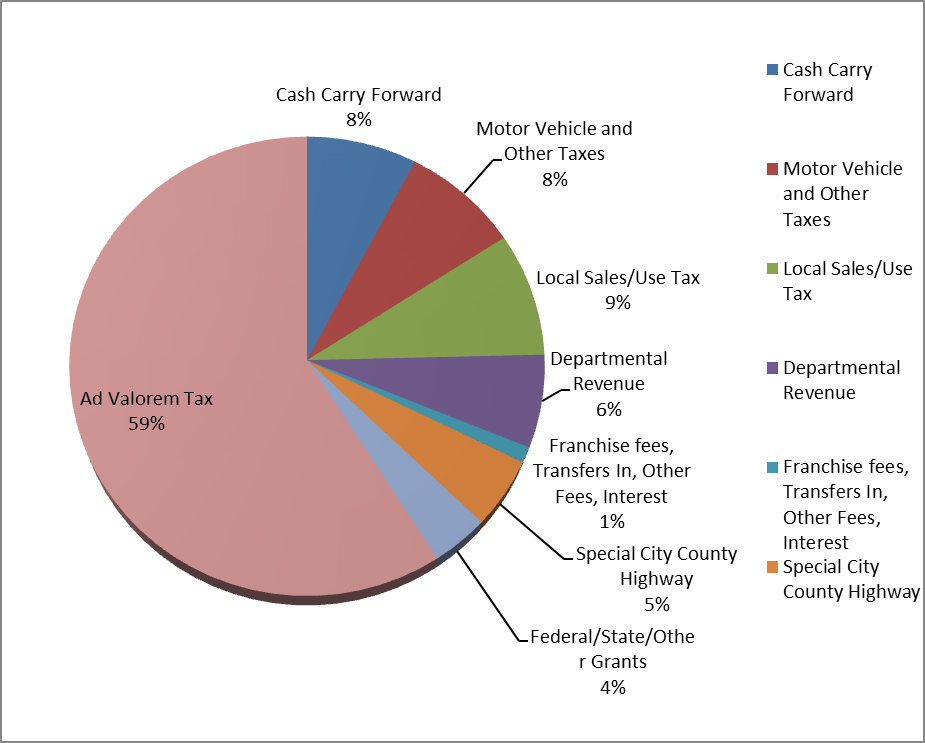 Cash Carry Forward
8%
Motor Vehicle and
Other Taxes
8%
Local Sales/Use Tax
9%
Departmental
Revenue
6%
Franchise fees,
Transfers In, Other
Fees, Interest
1%
Special City County
Highway
5%
Federal/State/Othe
r Grants
4%
Ad Valorem Tax
59%
Cash Carry
Forward
Motor Vehicle
and Other
Taxes
Local Sales/Use
Tax
Departmental
Revenue
Franchise fees,
Transfers In,
Other Fees,
Interest
Special City
County Highway